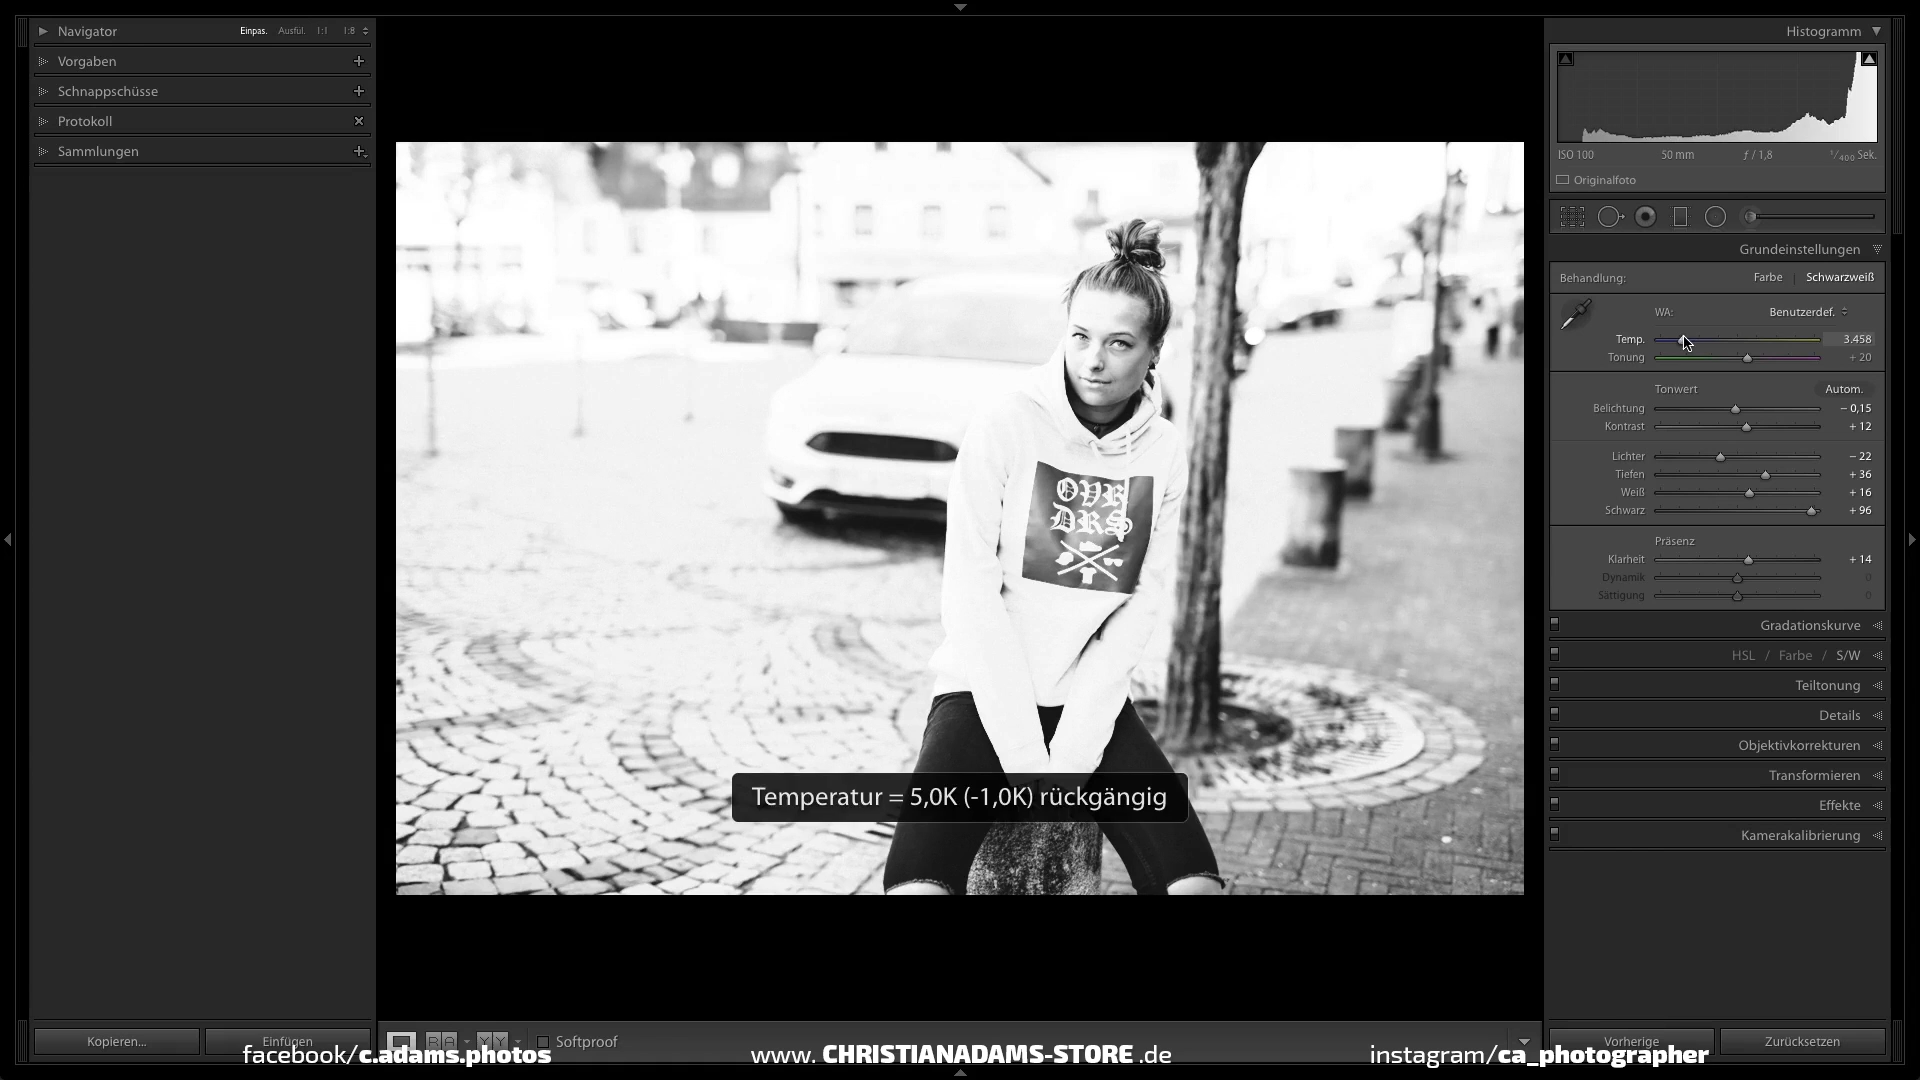 Navigator
Einpas. Ausfül. 1:1 1:8
Vorgaben
Schnappschüsse
Protokoll
Sammlungen
OVR
DRS
Temperatur = 5,0K (-1,0K) rückgängig
Histogramm
ISO 100 50 mm ƒ / 1,8 1/400 Sek.
Originalfoto
Grundeinstellungen
Behandlung: Farbe | Schwarzweiß
WA: Benutzerdef.
Temp. 3.458
Tonung + 20
Tonwert Autom.
Belichtung − 0,15
Kontrast + 12
Lichter − 22
Tiefen + 36
Weiß + 16
Schwarz + 96
Präsenz
Klarheit + 14
Dynamik 0
Sättigung 0
Gradationskurve
HSL / Farbe / S/W
Teiltonung
Details
Objektivkorrekturen
Transformieren
Effekte
Kamerakalibrierung
Kopieren... Einfügen
R A Y Y Softproof
Vorherige Zurücksetzen
facebook/c.adams.photos www. CHRISTIANADAMS-STORE .de instagram/ca_photographer